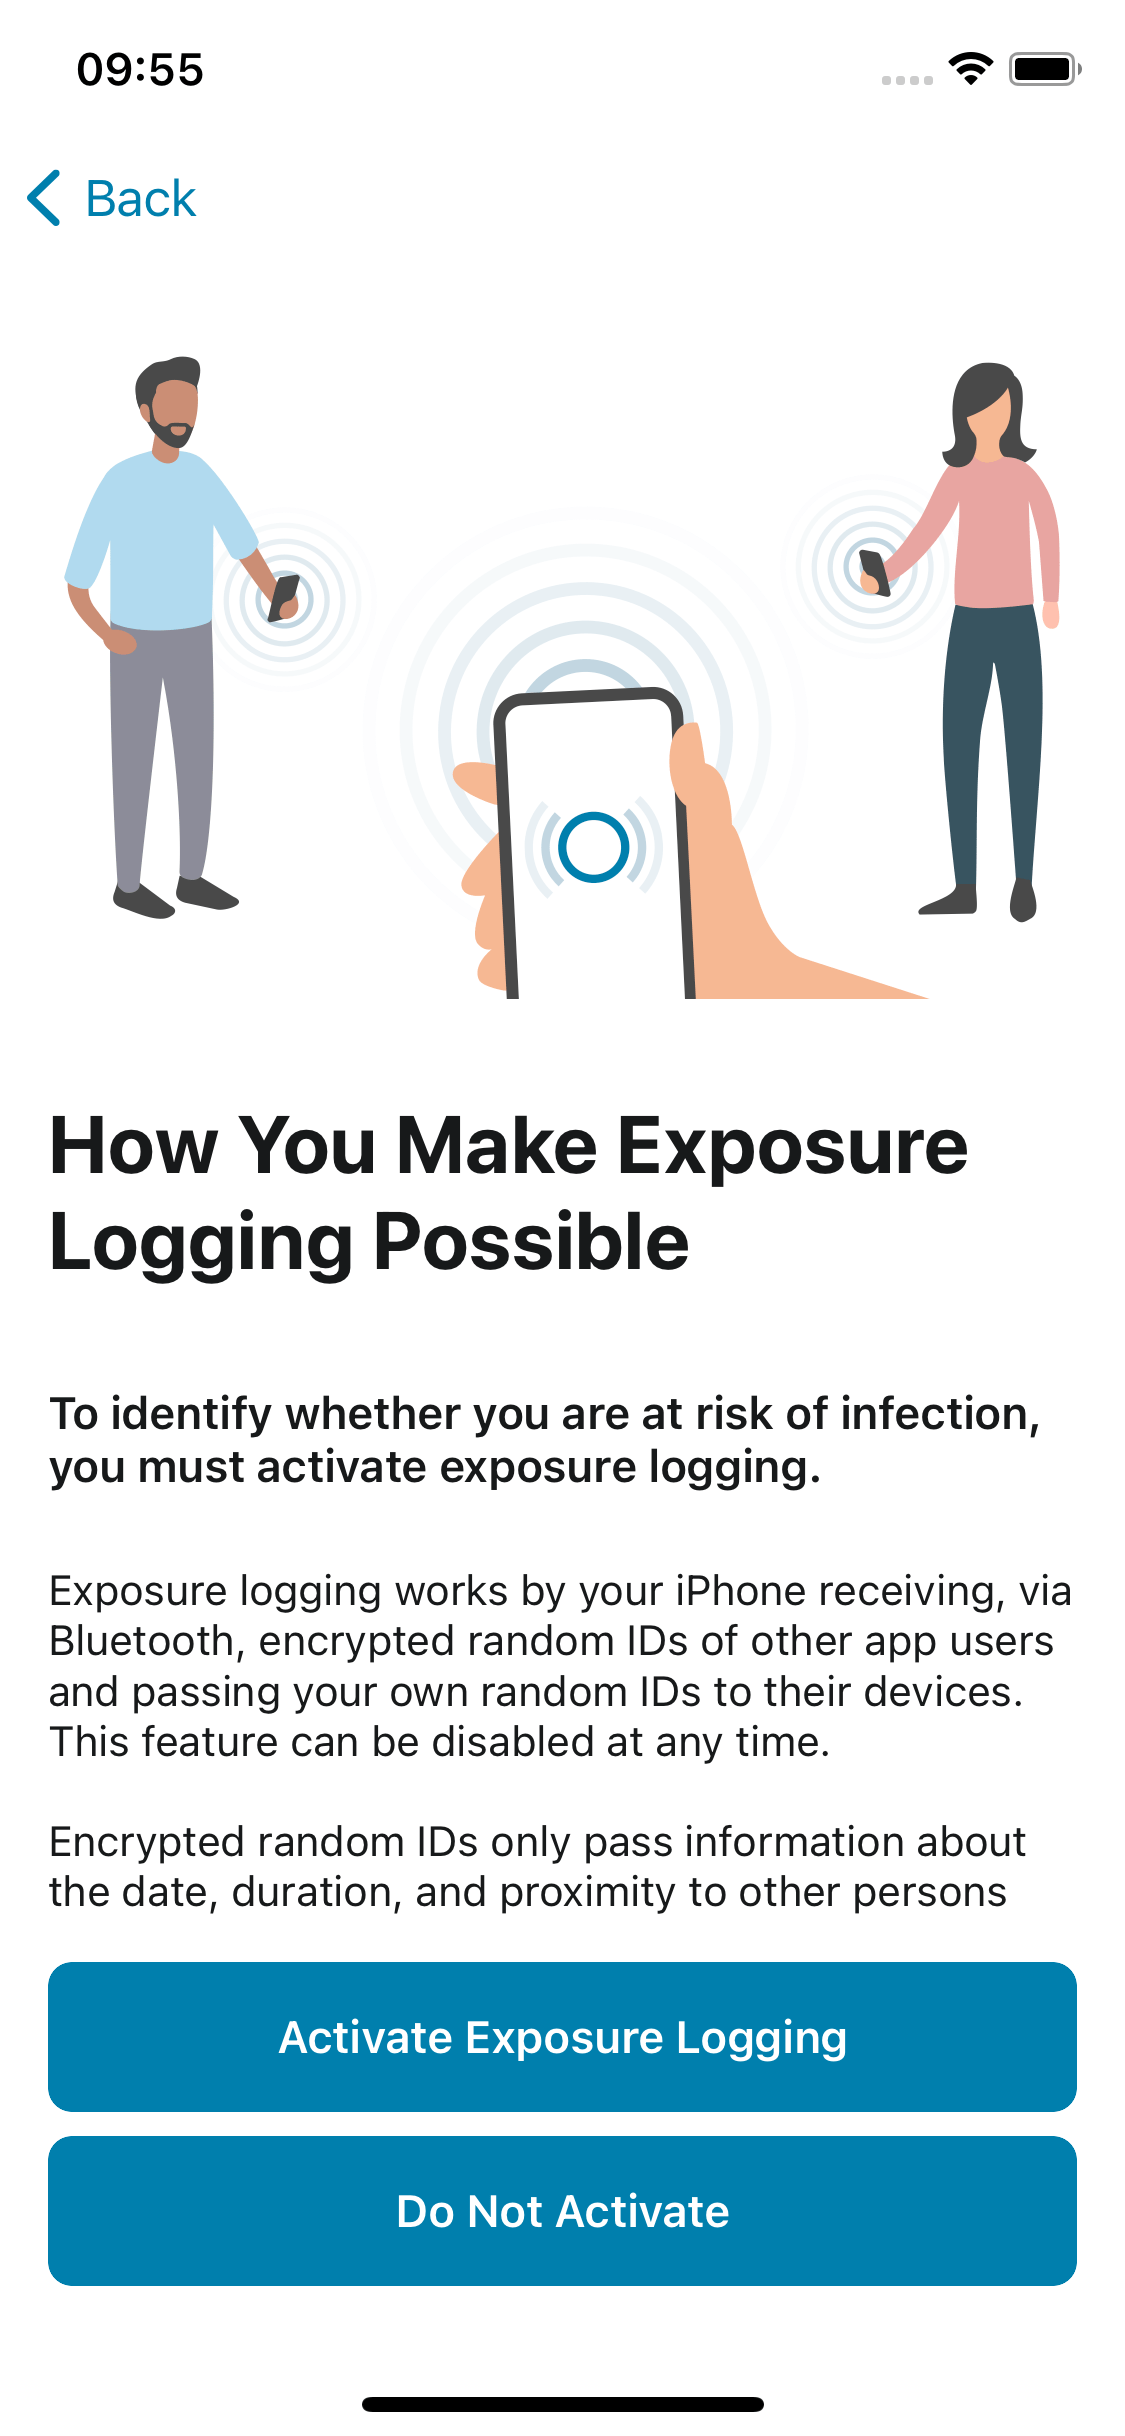 09:55
Back
How You Make Exposure
Logging Possible
To identify whether you are at risk of infection,
you must activate exposure logging.
Exposure logging works by your iPhone receiving, via
Bluetooth, encrypted random IDs of other app users
and passing your own random IDs to their devices.
This feature can be disabled at any time.
Encrypted random IDs only pass information about
the date, duration, and proximity to other persons
Activate Exposure Logging
Do Not Activate